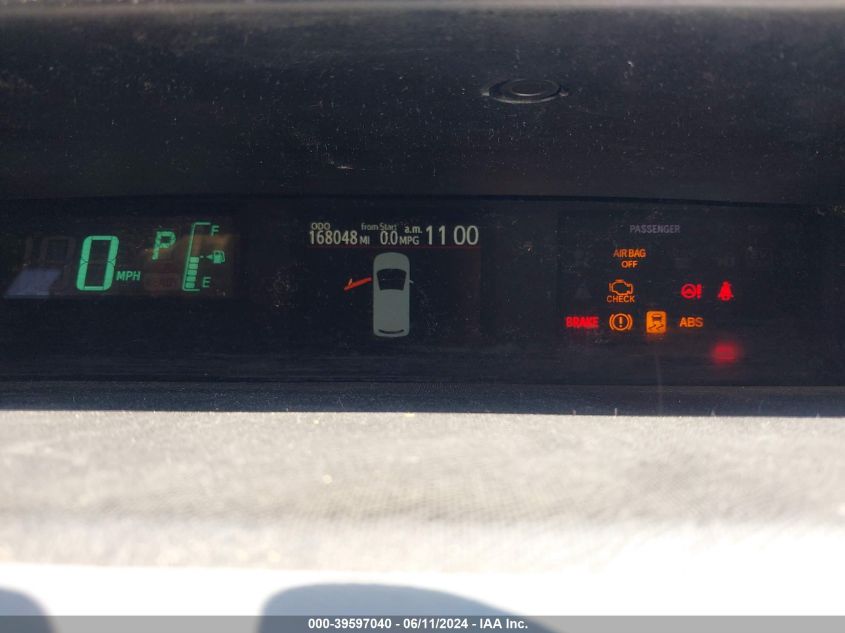 0 MPH
P
F
E
ODO
168048 MI
from Start
0.0 MPG
a.m.
11 00
PASSENGER
AIR BAG
OFF
CHECK
BRAKE
ABS
000-39597040 - 06/11/2024 - IAA Inc.